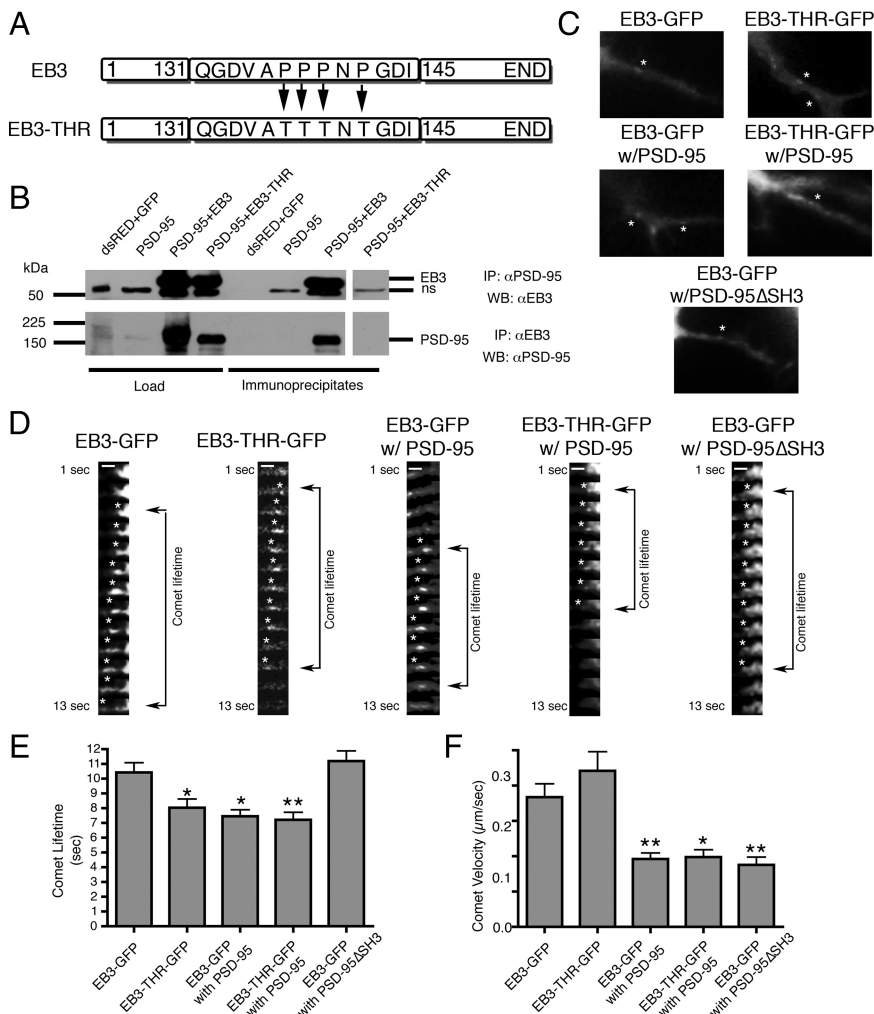 A
EB3 1 131 QGDVAPPPNPGDI 145 END
EB3-THR 1 131 QGDVATTTNTGDI 145 END
B
dsRED+GFP PSD-95 PSD-95+EB3 PSD-95+EB3-THR dsRED+GFP PSD-95 PSD-95+EB3 PSD-95+EB3-THR
kDa
50
EB3
ns
IP: αPSD-95
WB: αEB3
225
150
PSD-95
IP: αEB3
WB: αPSD-95
Load Immunoprecipitates
C
EB3-GFP EB3-THR-GFP
*
*
*
EB3-GFP EB3-THR-GFP
w/PSD-95 w/PSD-95
* *
*
EB3-GFP
w/PSD-95ΔSH3
*
D
EB3-GFP
1 sec
13 sec
Comet lifetime
EB3-THR-GFP
1 sec
13 sec
Comet lifetime
EB3-GFP
w/ PSD-95
1 sec
13 sec
Comet lifetime
EB3-THR-GFP
w/ PSD-95
1 sec
13 sec
Comet lifetime
EB3-GFP
w/ PSD-95ΔSH3
1 sec
13 sec
Comet lifetime
E
Comet Lifetime
(sec)
12
11
10
9
8
7
6
5
4
3
2
1
0
* * **
EB3-GFP
EB3-THR-GFP
EB3-GFP
with PSD-95
EB3-THR-GFP
with PSD-95
EB3-GFP
with PSD-95ΔSH3
F
Comet Velocity (µm/sec)
0.3
0.2
0.1
0.0
** * **
EB3-GFP
EB3-THR-GFP
EB3-GFP
with PSD-95
EB3-THR-GFP
with PSD-95
EB3-GFP
with PSD-95ΔSH3